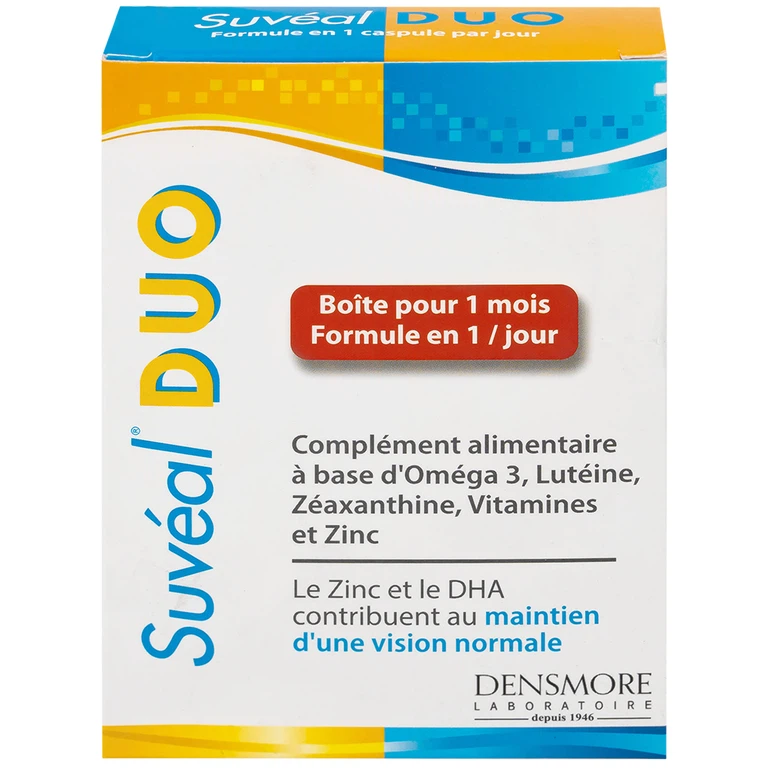 Suvéal DUO
Formule en 1 caspule par jour
Suvéal® DUO
Boîte pour 1 mois
Formule en 1 / jour
Complément alimentaire
à base d'Oméga 3, Lutéine,
Zéaxanthine, Vitamines
et Zinc
Le Zinc et le DHA
contribuent au maintien
d'une vision normale
DENSMORE
LABORATOIRE
depuis 1946